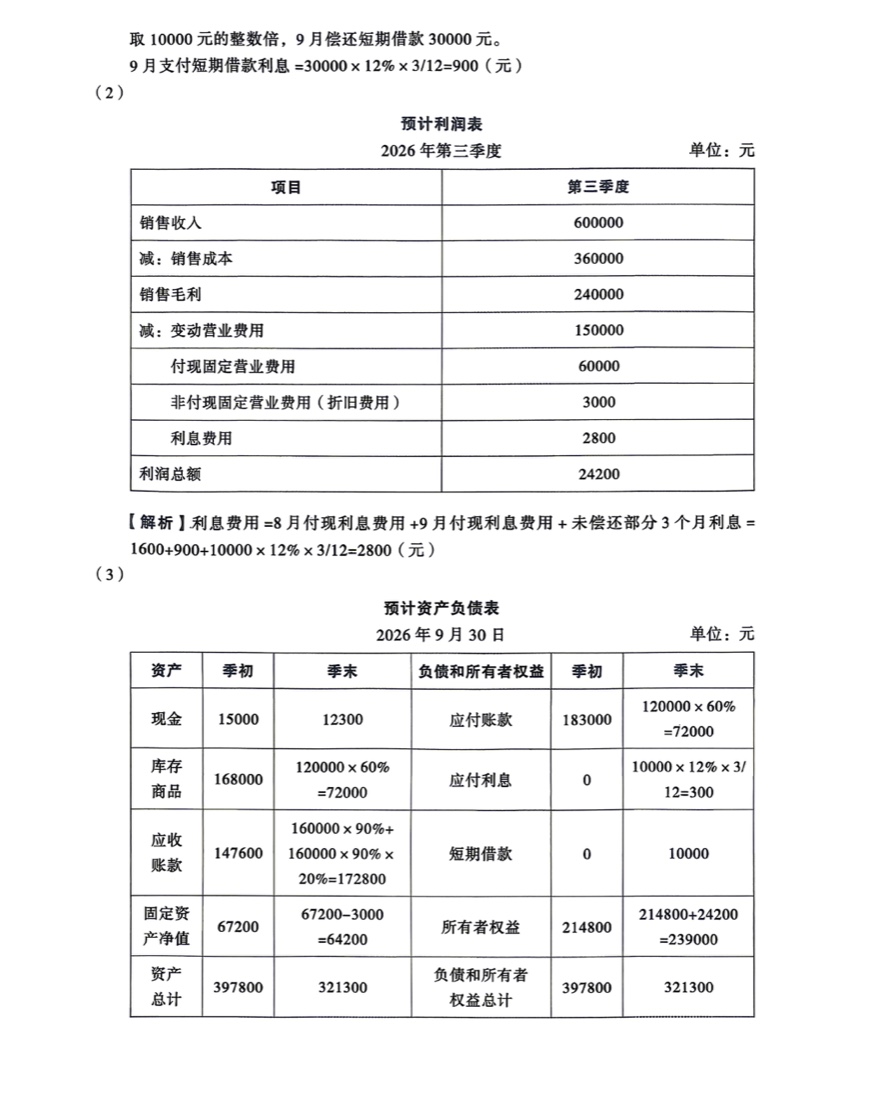 取 10000 元的整数倍，9 月偿还短期借款 30000 元。
9 月支付短期借款利息 =30000 × 12% × 3/12=900（元）
（2）
预计利润表
2026 年第三季度 单位：元
项目 第三季度
销售收入 600000
减：销售成本 360000
销售毛利 240000
减：变动营业费用 150000
付现固定营业费用 60000
非付现固定营业费用（折旧费用） 3000
利息费用 2800
利润总额 24200
【解析】利息费用 =8 月付现利息费用 +9 月付现利息费用 + 未偿还部分 3 个月利息 =
1600+900+10000 × 12% × 3/12=2800（元）
（3）
预计资产负债表
2026 年 9 月 30 日 单位：元
资产 季初 季末 负债和所有者权益 季初 季末
现金 15000 12300 应付账款 183000 120000 × 60%
=72000
库存
商品 168000 120000 × 60%
=72000 应付利息 0 10000 × 12% × 3/
12=300
应收
账款 147600 160000 × 90%+
160000 × 90% ×
20%=172800 短期借款 0 10000
固定资
产净值 67200 67200–3000
=64200 所有者权益 214800 214800+24200
=239000
资产
总计 397800 321300 负债和所有者
权益总计 397800 321300